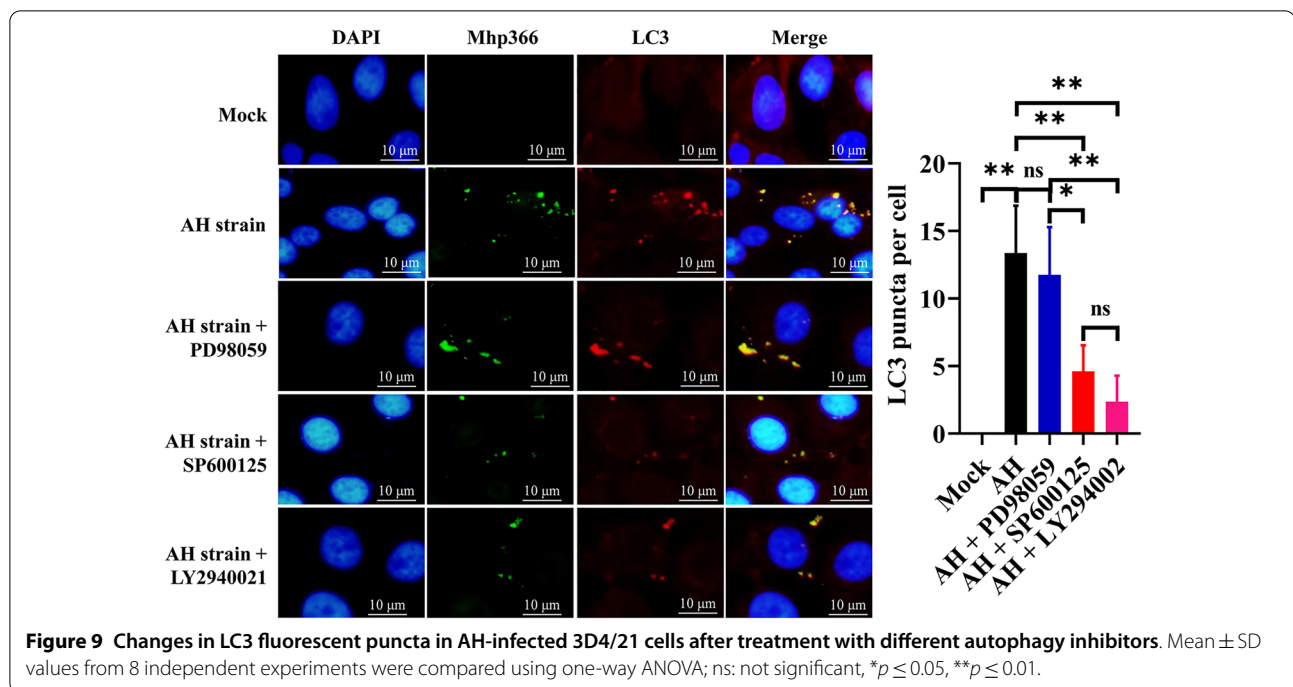 DAPI Mhp366 LC3 Merge
Mock
10 μm 10 μm 10 μm 10 μm
AH strain
10 μm 10 μm 10 μm 10 μm
AH strain +
PD98059
10 μm 10 μm 10 μm 10 μm
AH strain +
SP600125
10 μm 10 μm 10 μm 10 μm
AH strain +
LY2940021
10 μm 10 μm 10 μm 10 μm
LC3 puncta per cell
20
15
10
5
0
**
**
** ns **
*
ns
Mock
AH
AH + PD98059
AH + SP600125
AH + LY294002
Figure 9 Changes in LC3 fluorescent puncta in AH-infected 3D4/21 cells after treatment with different autophagy inhibitors. Mean ± SD
values from 8 independent experiments were compared using one-way ANOVA; ns: not significant, *p ≤ 0.05, **p ≤ 0.01.